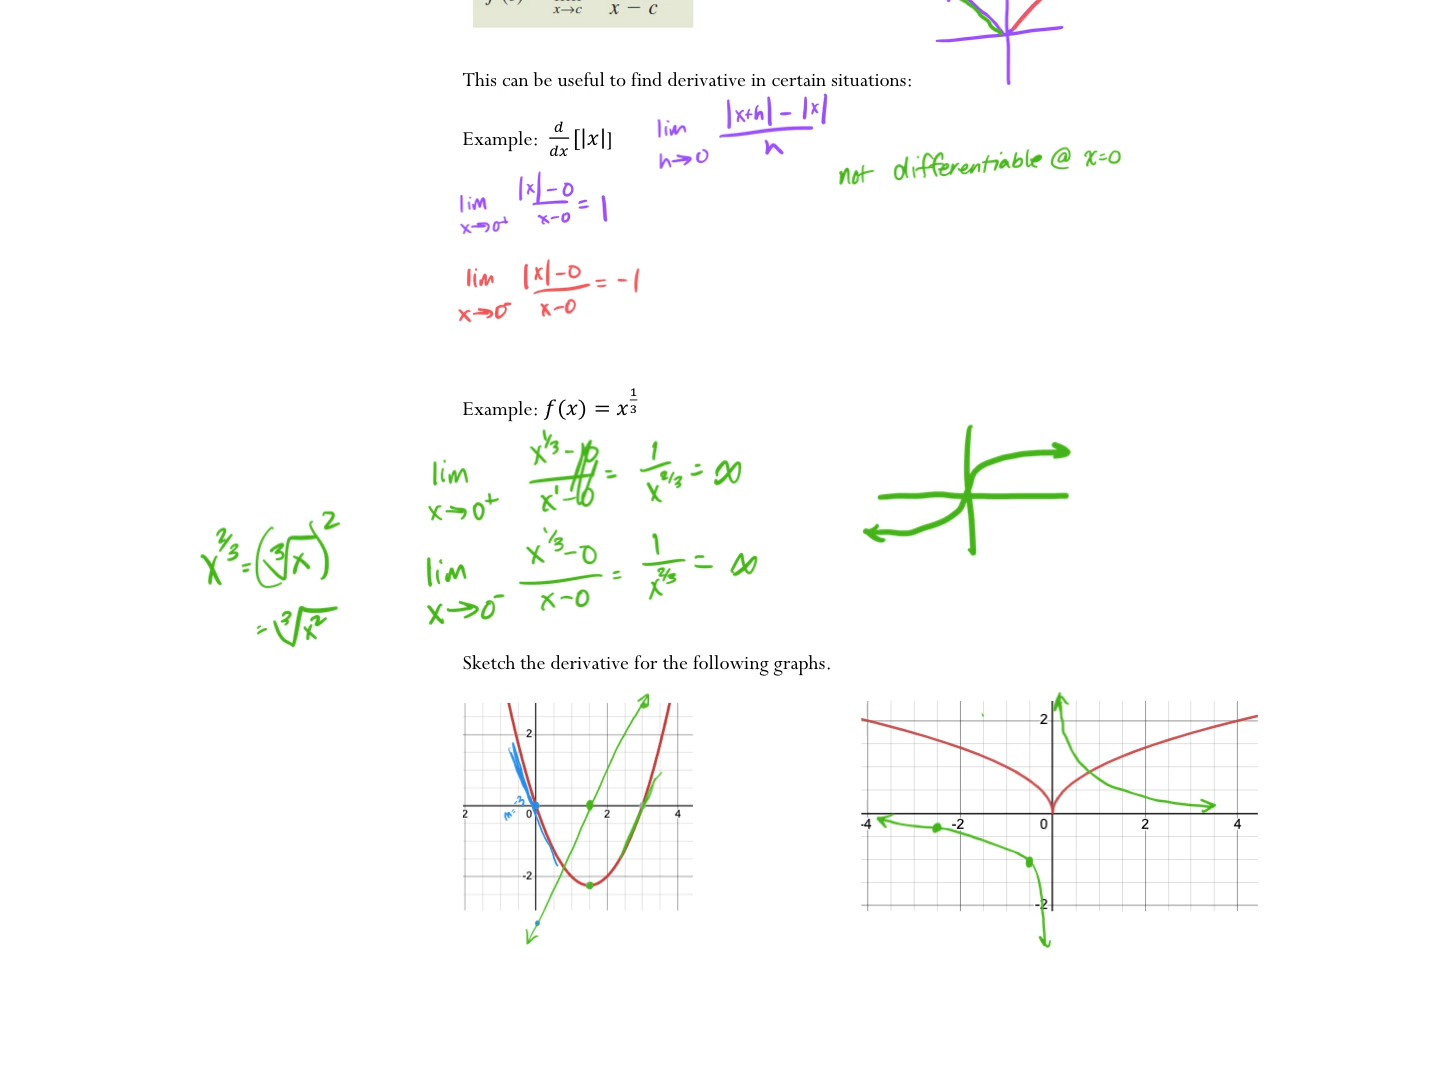 x→c x − c
This can be useful to find derivative in certain situations:
Example: d/dx [|x|] lim h→0 |x+h| − |x| / h
not differentiable @ x=0
lim x→0⁺ |x|−0 / x−0 = 1
lim x→0⁻ |x|−0 / x−0 = −1
Example: f(x) = x^(1/3)
lim x→0⁺ x^(1/3) − 0 / x¹−0 = 1 / x^(2/3) = ∞
x^(2/3) = (∛x)²
= ∛x²
lim x→0⁻ x^(1/3) − 0 / x−0 = 1 / x^(2/3) = ∞
Sketch the derivative for the following graphs.
2
m=-3
2 0 2 4
-2
2
-4 -2 0 2 4
-2